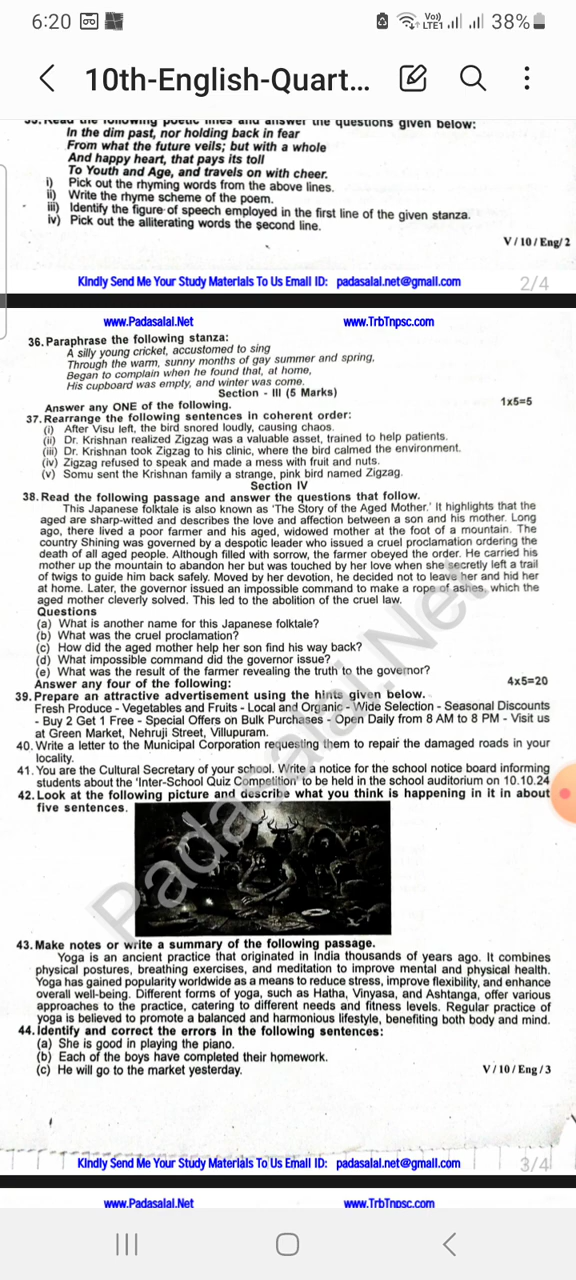 6:20 Vo) LTE1 38%
10th-English-Quart...
35. Read the following poetic lines and answer the questions given below:
In the dim past, nor holding back in fear
From what the future veils; but with a whole
And happy heart, that pays its toll
To Youth and Age, and travels on with cheer.
i) Pick out the rhyming words from the above lines.
ii) Write the rhyme scheme of the poem.
iii) Identify the figure of speech employed in the first line of the given stanza.
iv) Pick out the alliterating words the second line.
V / 10 / Eng / 2
Kindly Send Me Your Study Materials To Us Email ID: padasalai.net@gmail.com
2/4
www.Padasalai.Net www.TrbTnpsc.com
36. Paraphrase the following stanza:
A silly young cricket, accustomed to sing
Through the warm, sunny months of gay summer and spring,
Began to complain when he found that, at home,
His cupboard was empty, and winter was come.
Section - III (5 Marks)
Answer any ONE of the following. 1x5=5
37. Rearrange the following sentences in coherent order:
(i) After Visu left, the bird snored loudly, causing chaos.
(ii) Dr. Krishnan realized Zigzag was a valuable asset, trained to help patients.
(iii) Dr. Krishnan took Zigzag to his clinic, where the bird calmed the environment.
(iv) Zigzag refused to speak and made a mess with fruit and nuts.
(v) Somu sent the Krishnan family a strange, pink bird named Zigzag.
Section IV
38. Read the following passage and answer the questions that follow.
This Japanese folktale is also known as 'The Story of the Aged Mother.' It highlights that the
aged are sharp-witted and describes the love and affection between a son and his mother. Long
ago, there lived a poor farmer and his aged, widowed mother at the foot of a mountain. The
country Shining was governed by a despotic leader who issued a cruel proclamation ordering the
death of all aged people. Although filled with sorrow, the farmer obeyed the order. He carried his
mother up the mountain to abandon her but was touched by her love when she secretly left a trail
of twigs to guide him back safely. Moved by her devotion, he decided not to leave her and hid her
at home. Later, the governor issued an impossible command to make a rope of ashes, which the
aged mother cleverly solved. This led to the abolition of the cruel law.
Questions
(a) What is another name for this Japanese folktale?
(b) What was the cruel proclamation?
(c) How did the aged mother help her son find his way back?
(d) What impossible command did the governor issue?
(e) What was the result of the farmer revealing the truth to the governor?
Answer any four of the following: 4x5=20
39. Prepare an attractive advertisement using the hints given below.
Fresh Produce - Vegetables and Fruits - Local and Organic - Wide Selection - Seasonal Discounts
- Buy 2 Get 1 Free - Special Offers on Bulk Purchases - Open Daily from 8 AM to 8 PM - Visit us
at Green Market, Nehruji Street, Villupuram.
40. Write a letter to the Municipal Corporation requesting them to repair the damaged roads in your
locality.
41. You are the Cultural Secretary of your school. Write a notice for the school notice board informing
students about the 'Inter-School Quiz Competition' to be held in the school auditorium on 10.10.24
42. Look at the following picture and describe what you think is happening in it in about
five sentences.
Padasalai.Net
43. Make notes or write a summary of the following passage.
Yoga is an ancient practice that originated in India thousands of years ago. It combines
physical postures, breathing exercises, and meditation to improve mental and physical health.
Yoga has gained popularity worldwide as a means to reduce stress, improve flexibility, and enhance
overall well-being. Different forms of yoga, such as Hatha, Vinyasa, and Ashtanga, offer various
approaches to the practice, catering to different needs and fitness levels. Regular practice of
yoga is believed to promote a balanced and harmonious lifestyle, benefiting both body and mind.
44. Identify and correct the errors in the following sentences:
(a) She is good in playing the piano.
(b) Each of the boys have completed their homework.
(c) He will go to the market yesterday.
V / 10 / Eng / 3
Kindly Send Me Your Study Materials To Us Email ID: padasalai.net@gmail.com
3/4
www.Padasalai.Net www.TrbTnpsc.com